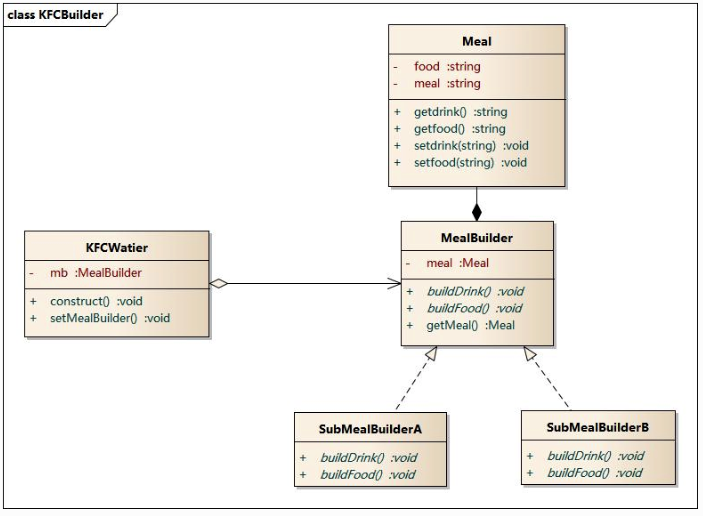 class KFCBuilder
Meal
- food :string
- meal :string
+ getdrink() :string
+ getfood() :string
+ setdrink(string) :void
+ setfood(string) :void
KFCWatier
- mb :MealBuilder
+ construct() :void
+ setMealBuilder() :void
MealBuilder
- meal :Meal
+ buildDrink() :void
+ buildFood() :void
+ getMeal() :Meal
SubMealBuilderA
+ buildDrink() :void
+ buildFood() :void
SubMealBuilderB
+ buildDrink() :void
+ buildFood() :void